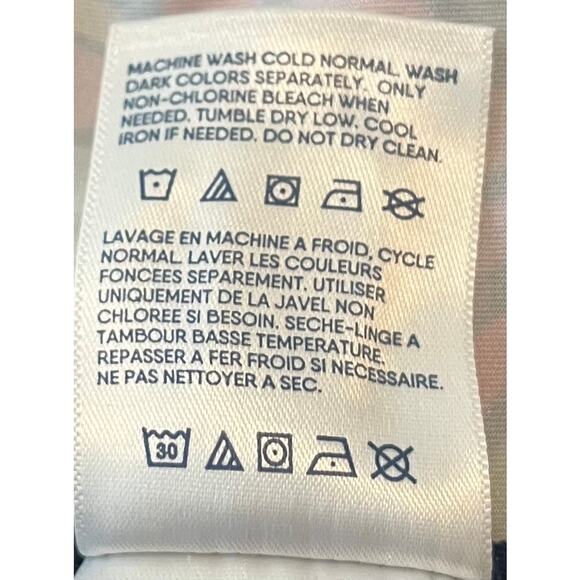 MACHINE WASH COLD NORMAL. WASH
DARK COLORS SEPARATELY. ONLY
NON-CHLORINE BLEACH WHEN
NEEDED. TUMBLE DRY LOW. COOL
IRON IF NEEDED. DO NOT DRY CLEAN.
LAVAGE EN MACHINE A FROID, CYCLE
NORMAL. LAVER LES COULEURS
FONCEES SEPAREMENT. UTILISER
UNIQUEMENT DE LA JAVEL NON
CHLOREE SI BESOIN. SECHE-LINGE A
TAMBOUR BASSE TEMPERATURE.
REPASSER A FER FROID SI NECESSAIRE.
NE PAS NETTOYER A SEC.
30